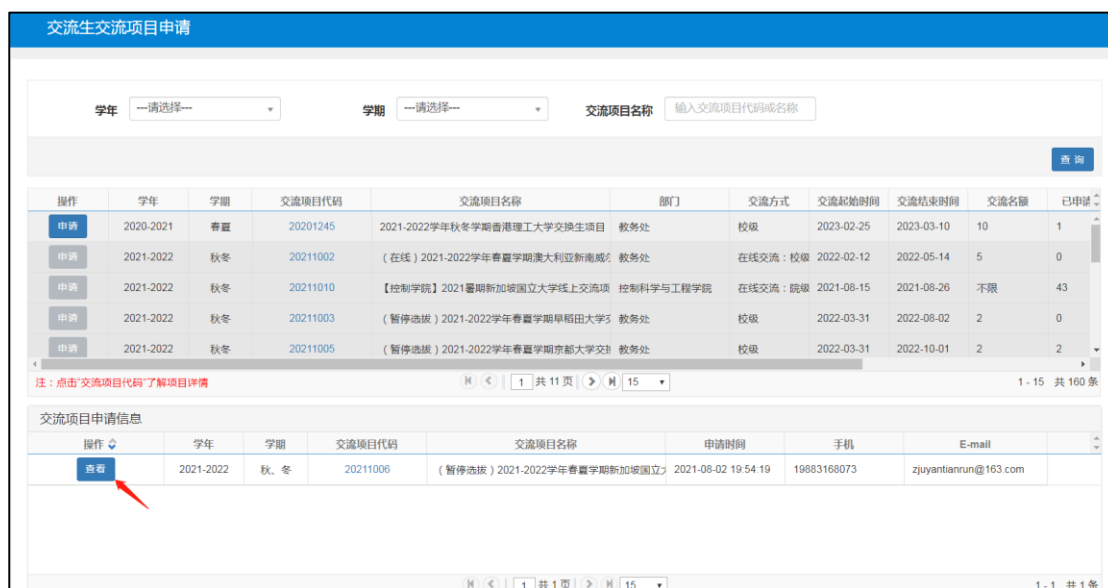 交流生交流项目申请
学年 ---请选择--- 学期 ---请选择--- 交流项目名称 输入交流项目代码或名称
查 询
操作 学年 学期 交流项目代码 交流项目名称 部门 交流方式 交流起始时间 交流结束时间 交流名额 已申请
申请 2020-2021 春夏 20201245 2021-2022学年秋冬学期香港理工大学交换生项目 教务处 校级 2023-02-25 2023-03-10 10 1
申请 2021-2022 秋冬 20211002 （在线）2021-2022学年春夏学期澳大利亚新南威尔 教务处 在线交流：校级 2022-02-12 2022-05-14 5 0
申请 2021-2022 秋冬 20211010 【控制学院】2021暑期新加坡国立大学线上交流项 控制科学与工程学院 在线交流：院级 2021-08-15 2021-08-26 不限 43
申请 2021-2022 秋冬 20211003 （暂停选拔）2021-2022学年春夏学期早稻田大学交 教务处 校级 2022-03-31 2022-08-02 2 0
申请 2021-2022 秋冬 20211005 （暂停选拔）2021-2022学年春夏学期京都大学交换 教务处 校级 2022-03-31 2022-10-01 2 2
注：点击“交流项目代码”了解项目详情 1 共 11 页 15 1 - 15 共 160 条
交流项目申请信息
操作 学年 学期 交流项目代码 交流项目名称 申请时间 手机 E-mail
查看 2021-2022 秋、冬 20211006 （暂停选拔）2021-2022学年春夏学期新加坡国立大 2021-08-02 19:54:19 19883168073 zjuyantianrun@163.com
1 共 1 页 15 1 - 1 共 1 条